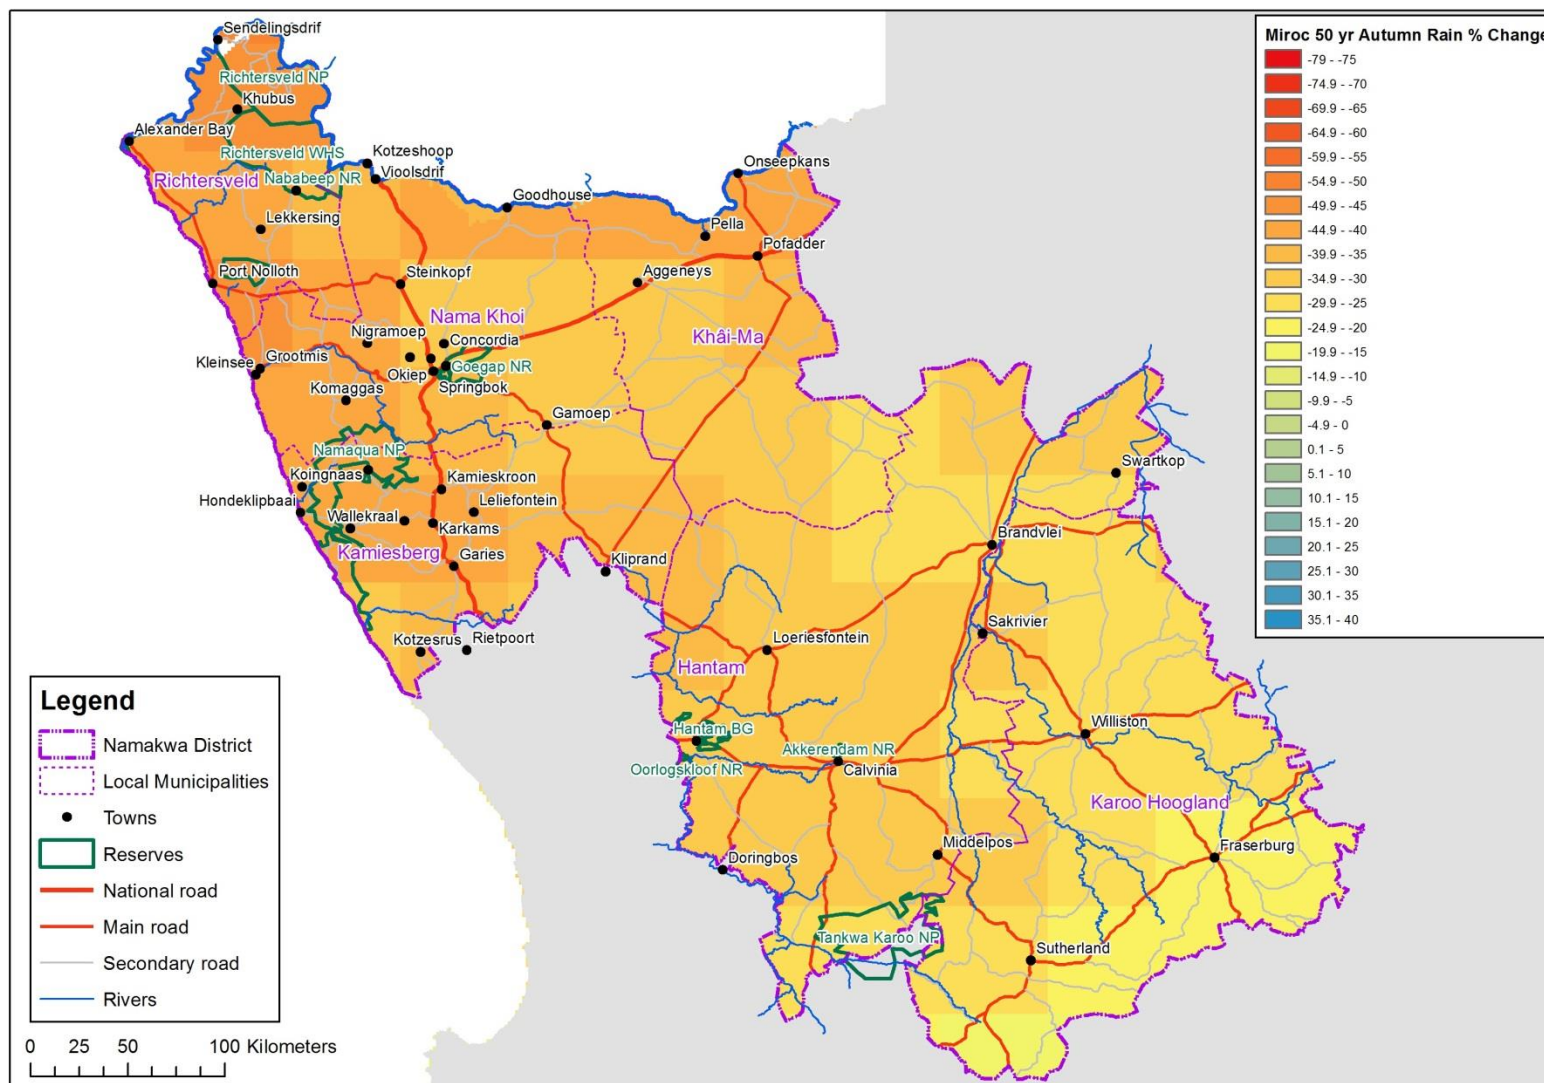 Sendelingsdrif
Richtersveld NP
Khubus
Alexander Bay
Richtersveld WHS
Kotzeshoop
Vioolsdrif
Richtersveld
Nababeep NR
Onseepkans
Goodhouse
Lekkersing
Pella
Pofadder
Port Nolloth
Steinkopf
Aggeneys
Nama Khoi
Khâi-Ma
Nigramoep
Concordia
Kleinsee
Grootmis
Okiep
Goegap NR
Springbok
Komaggas
Gamoep
Namaqua NP
Koingnaas
Kamieskroon
Swartkop
Hondeklipbaai
Leliefontein
Wallekraal
Karkams
Brandvlei
Kamiesberg
Garies
Kliprand
Sakrivier
Kotzesrus
Rietpoort
Loeriesfontein
Hantam
Williston
Hantam BG
Akkerendam NR
Oorlogskloof NR
Calvinia
Karoo Hoogland
Middelpos
Fraserburg
Doringbos
Tankwa Karoo NP
Sutherland
Miroc 50 yr Autumn Rain % Change
-79 - -75
-74.9 - -70
-69.9 - -65
-64.9 - -60
-59.9 - -55
-54.9 - -50
-49.9 - -45
-44.9 - -40
-39.9 - -35
-34.9 - -30
-29.9 - -25
-24.9 - -20
-19.9 - -15
-14.9 - -10
-9.9 - -5
-4.9 - 0
0.1 - 5
5.1 - 10
10.1 - 15
15.1 - 20
20.1 - 25
25.1 - 30
30.1 - 35
35.1 - 40
Legend
Namakwa District
Local Municipalities
Towns
Reserves
National road
Main road
Secondary road
Rivers
0 50 100 Kilometers